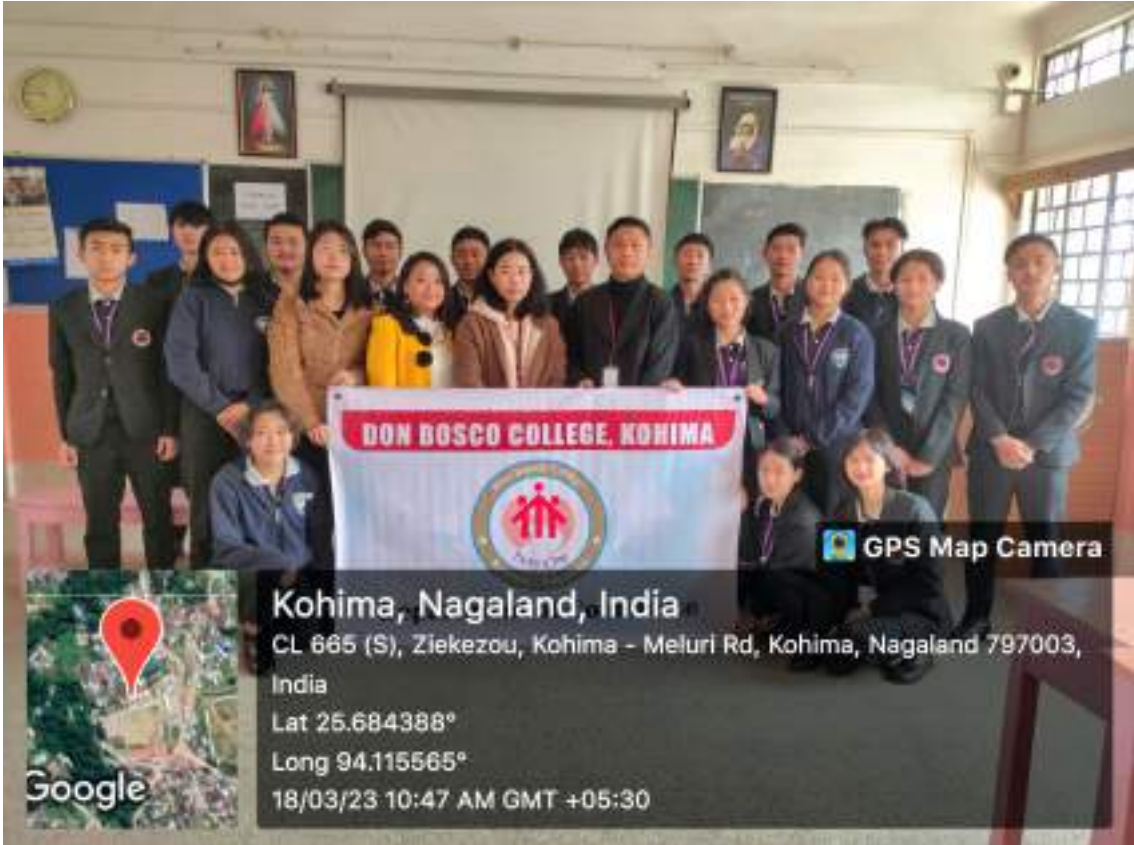 DON BOSCO COLLEGE, KOHIMA
GPS Map Camera
Kohima, Nagaland, India
CL 665 (S), Ziekezou, Kohima - Meluri Rd, Kohima, Nagaland 797003,
India
Lat 25.684388°
Long 94.115565°
18/03/23 10:47 AM GMT +05:30
Google